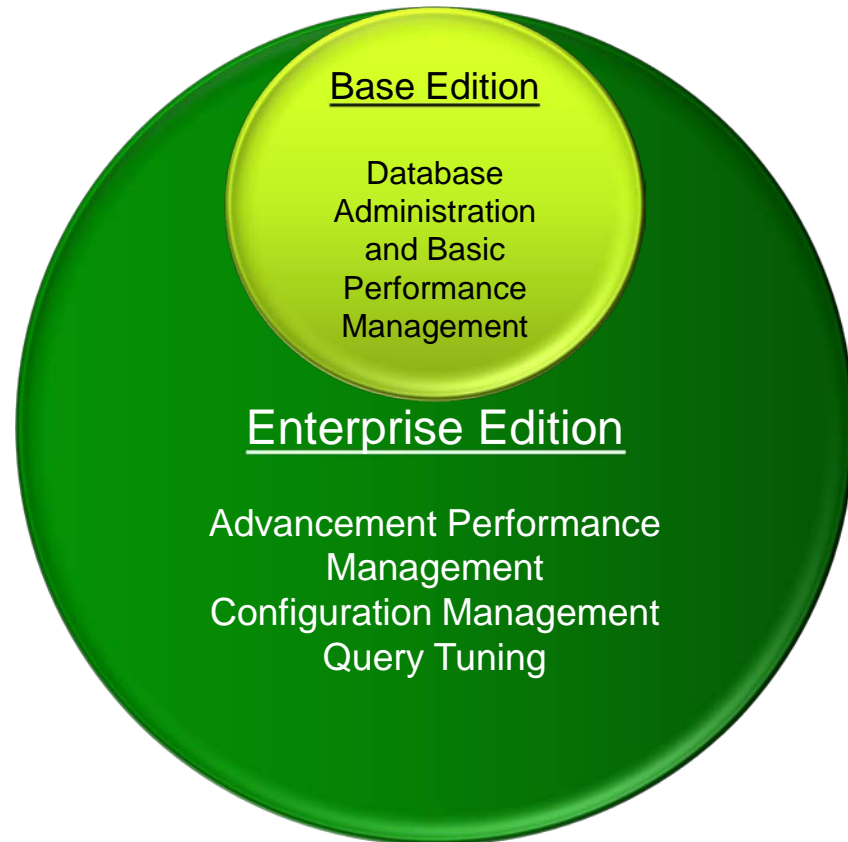 Base Edition
Database
Administration
and Basic
Performance
Management
Enterprise Edition
Advancement Performance
Management
Configuration Management
Query Tuning